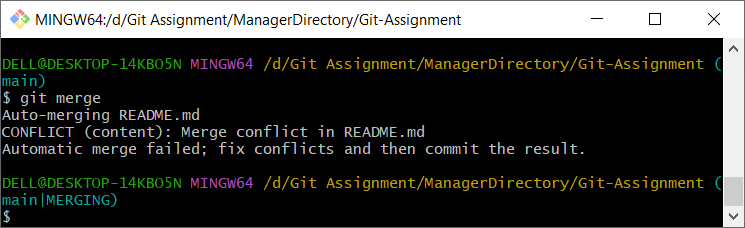 MINGW64:/d/Git Assignment/ManagerDirectory/Git-Assignment
DELL@DESKTOP-14KBO5N MINGW64 /d/Git Assignment/ManagerDirectory/Git-Assignment (
main)
$ git merge
Auto-merging README.md
CONFLICT (content): Merge conflict in README.md
Automatic merge failed; fix conflicts and then commit the result.
DELL@DESKTOP-14KBO5N MINGW64 /d/Git Assignment/ManagerDirectory/Git-Assignment (
main|MERGING)
$